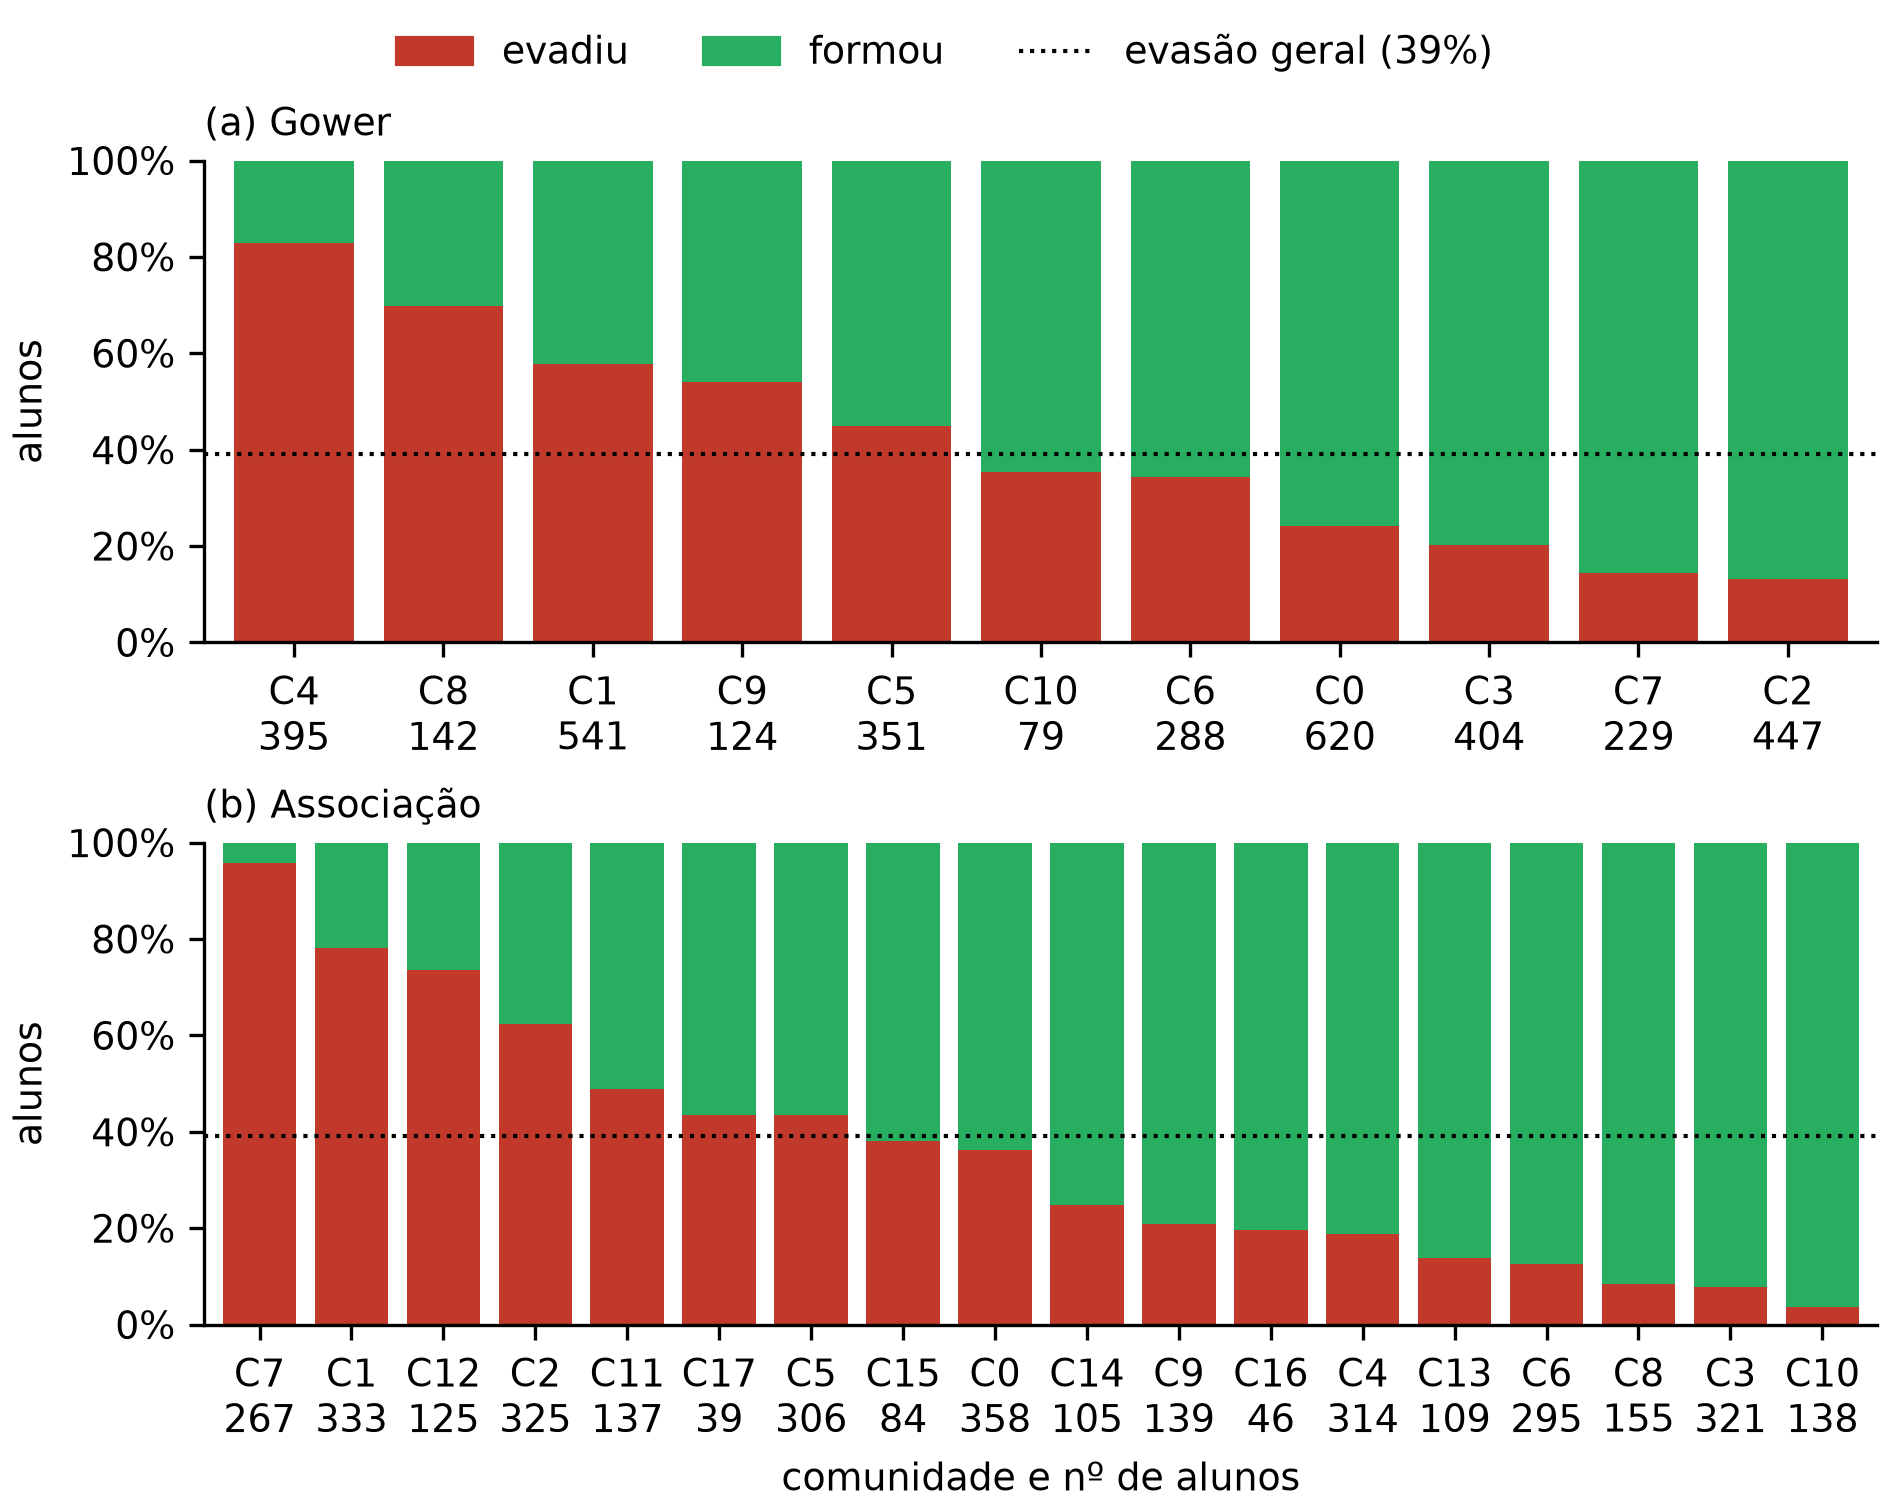 evadiu formou evasão geral (39%)
(a) Gower
100%
80%
60%
40%
20%
0%
alunos
C4 C8 C1 C9 C5 C10 C6 C0 C3 C7 C2
395 142 541 124 351 79 288 620 404 229 447
(b) Associação
100%
80%
60%
40%
20%
0%
alunos
C7 C1 C12 C2 C11 C17 C5 C15 C0 C14 C9 C16 C4 C13 C6 C8 C3 C10
267 333 125 325 137 39 306 84 358 105 139 46 314 109 295 155 321 138
comunidade e nº de alunos